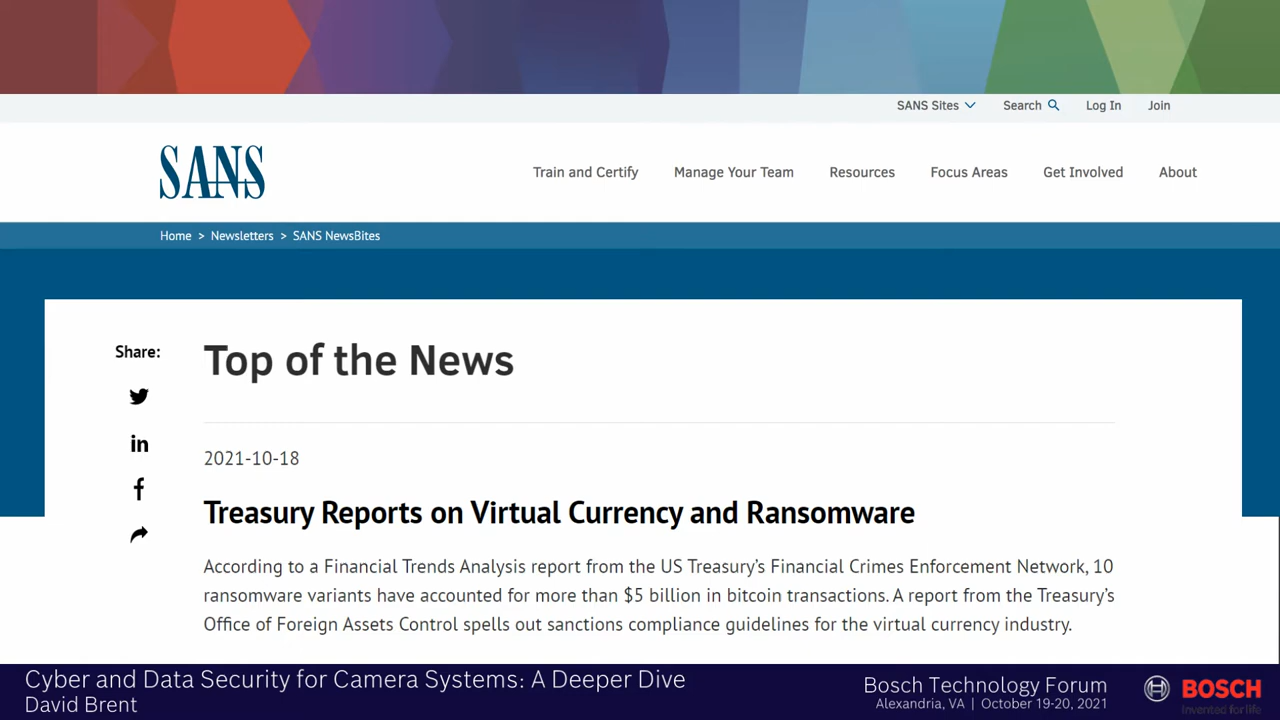 SANS Sites Search Log In Join
SANS
Train and Certify Manage Your Team Resources Focus Areas Get Involved About
Home > Newsletters > SANS NewsBites
Share:
Top of the News
2021-10-18
Treasury Reports on Virtual Currency and Ransomware
According to a Financial Trends Analysis report from the US Treasury’s Financial Crimes Enforcement Network, 10
ransomware variants have accounted for more than $5 billion in bitcoin transactions. A report from the Treasury’s
Office of Foreign Assets Control spells out sanctions compliance guidelines for the virtual currency industry.
Cyber and Data Security for Camera Systems: A Deeper Dive
David Brent
Bosch Technology Forum
Alexandria, VA | October 19-20, 2021
BOSCH
Invented for life